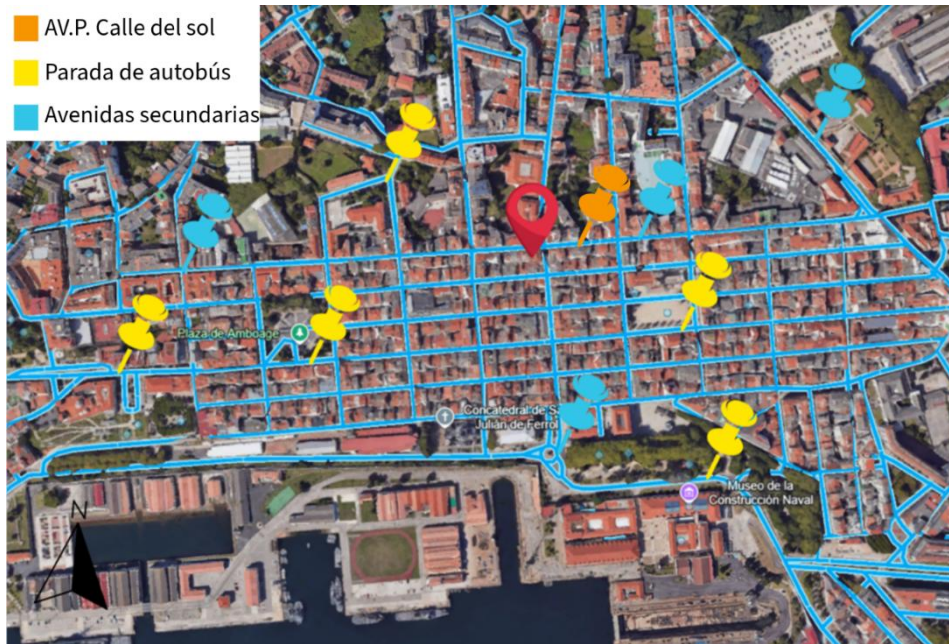 AV.P. Calle del sol
Parada de autobús
Avenidas secundarias
Plaza de Amboage
Concatedral de S
Julián de Ferrol
Museo de la
Construcción Naval
N